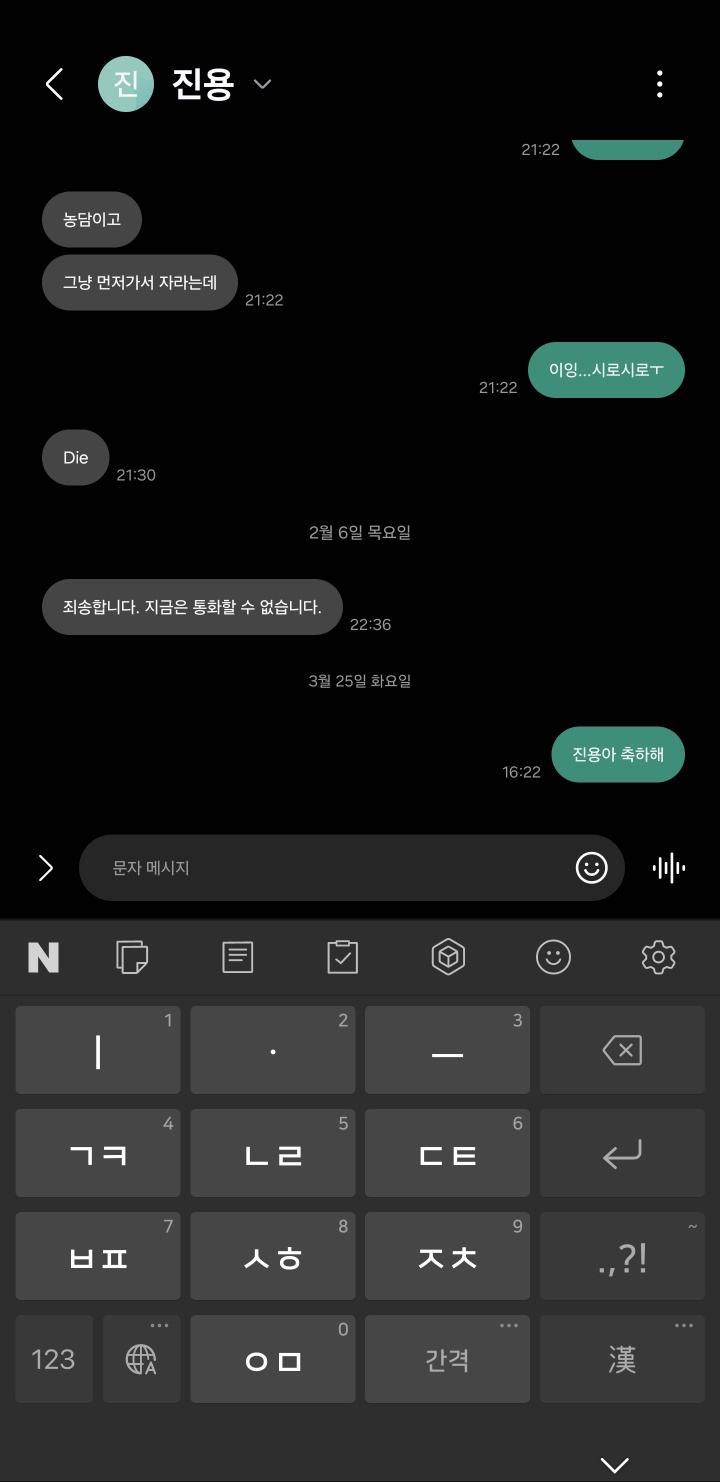 진 진용
21:22
농담이고
그냥 먼저가서 자라는데
21:22
이잉...시로시로ㅜ
21:22
Die
21:30
2월 6일 목요일
죄송합니다. 지금은 통화할 수 없습니다.
22:36
3월 25일 화요일
진용아 축하해
16:22
문자 메시지
N
ㅣ 1 · 2 ㅡ 3
ㄱㅋ 4 ㄴㄹ 5 ㄷㅌ 6
ㅂㅍ 7 ㅅㅎ 8 ㅈㅊ 9 .,?! ~
123 A ㅇㅁ 0 간격 漢